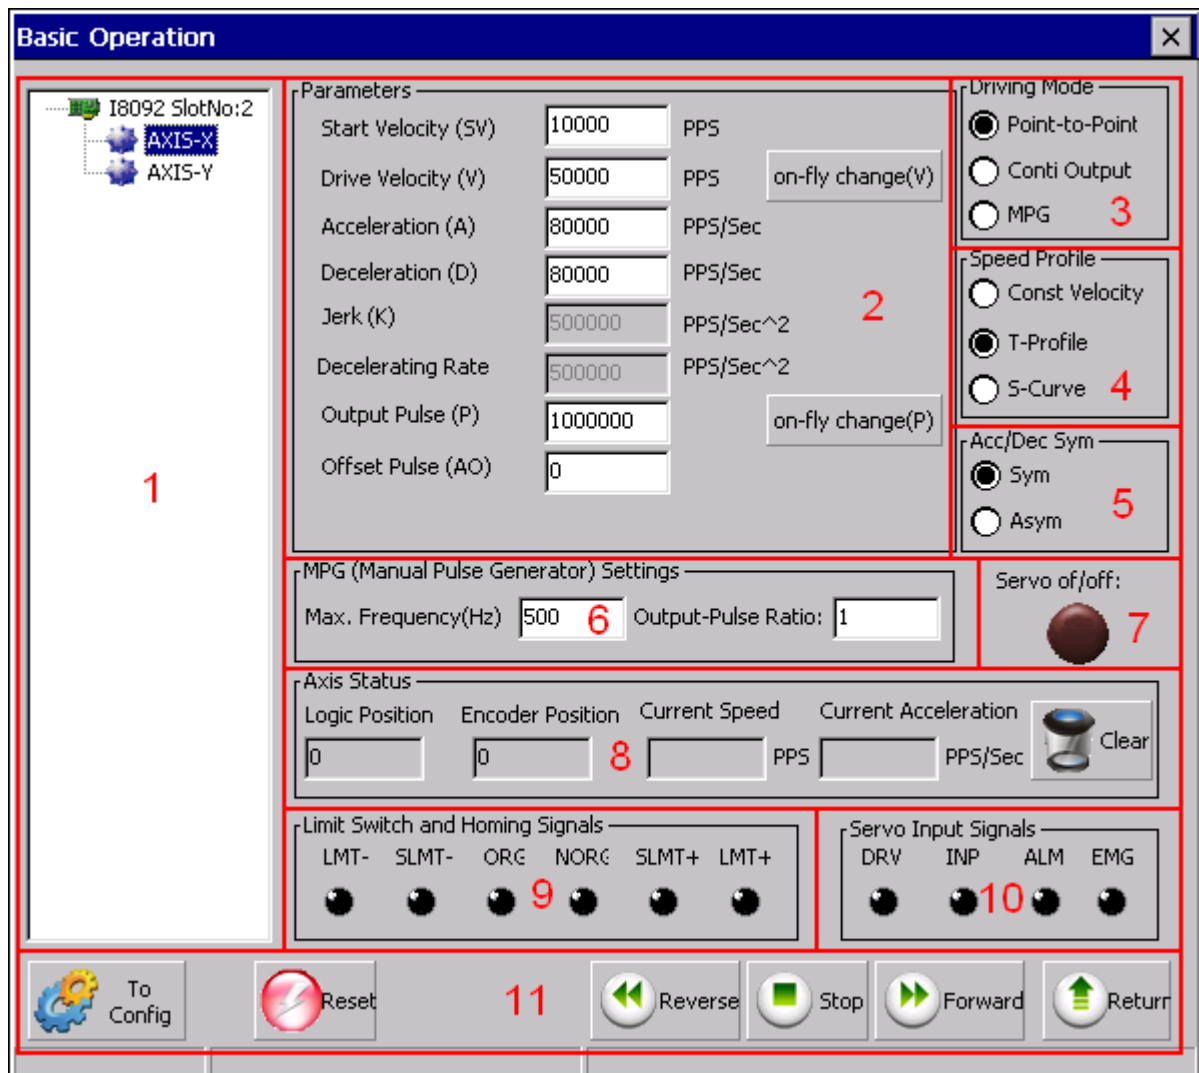 Basic Operation
I8092 SlotNo:2
AXIS-X
AXIS-Y
1
Parameters
Start Velocity (SV) 10000 PPS
Drive Velocity (V) 50000 PPS on-fly change(V)
Acceleration (A) 80000 PPS/Sec
Deceleration (D) 80000 PPS/Sec
Jerk (K) 500000 PPS/Sec^2
2
Decelerating Rate 500000 PPS/Sec^2
Output Pulse (P) 1000000 on-fly change(P)
Offset Pulse (AO) 0
Driving Mode
Point-to-Point
Conti Output
MPG 3
Speed Profile
Const Velocity
T-Profile
S-Curve 4
Acc/Dec Sym
Sym
5
Asym
MPG (Manual Pulse Generator) Settings
Max. Frequency(Hz) 500 6 Output-Pulse Ratio: 1
Servo of/off:
7
Axis Status
Logic Position Encoder Position Current Speed Current Acceleration
0 0 8 PPS PPS/Sec Clear
Limit Switch and Homing Signals
LMT- SLMT- ORG NORG SLMT+ LMT+
9
Servo Input Signals
DRV INP ALM EMG
10
To
Config
Reset 11 Reverse Stop Forward Return